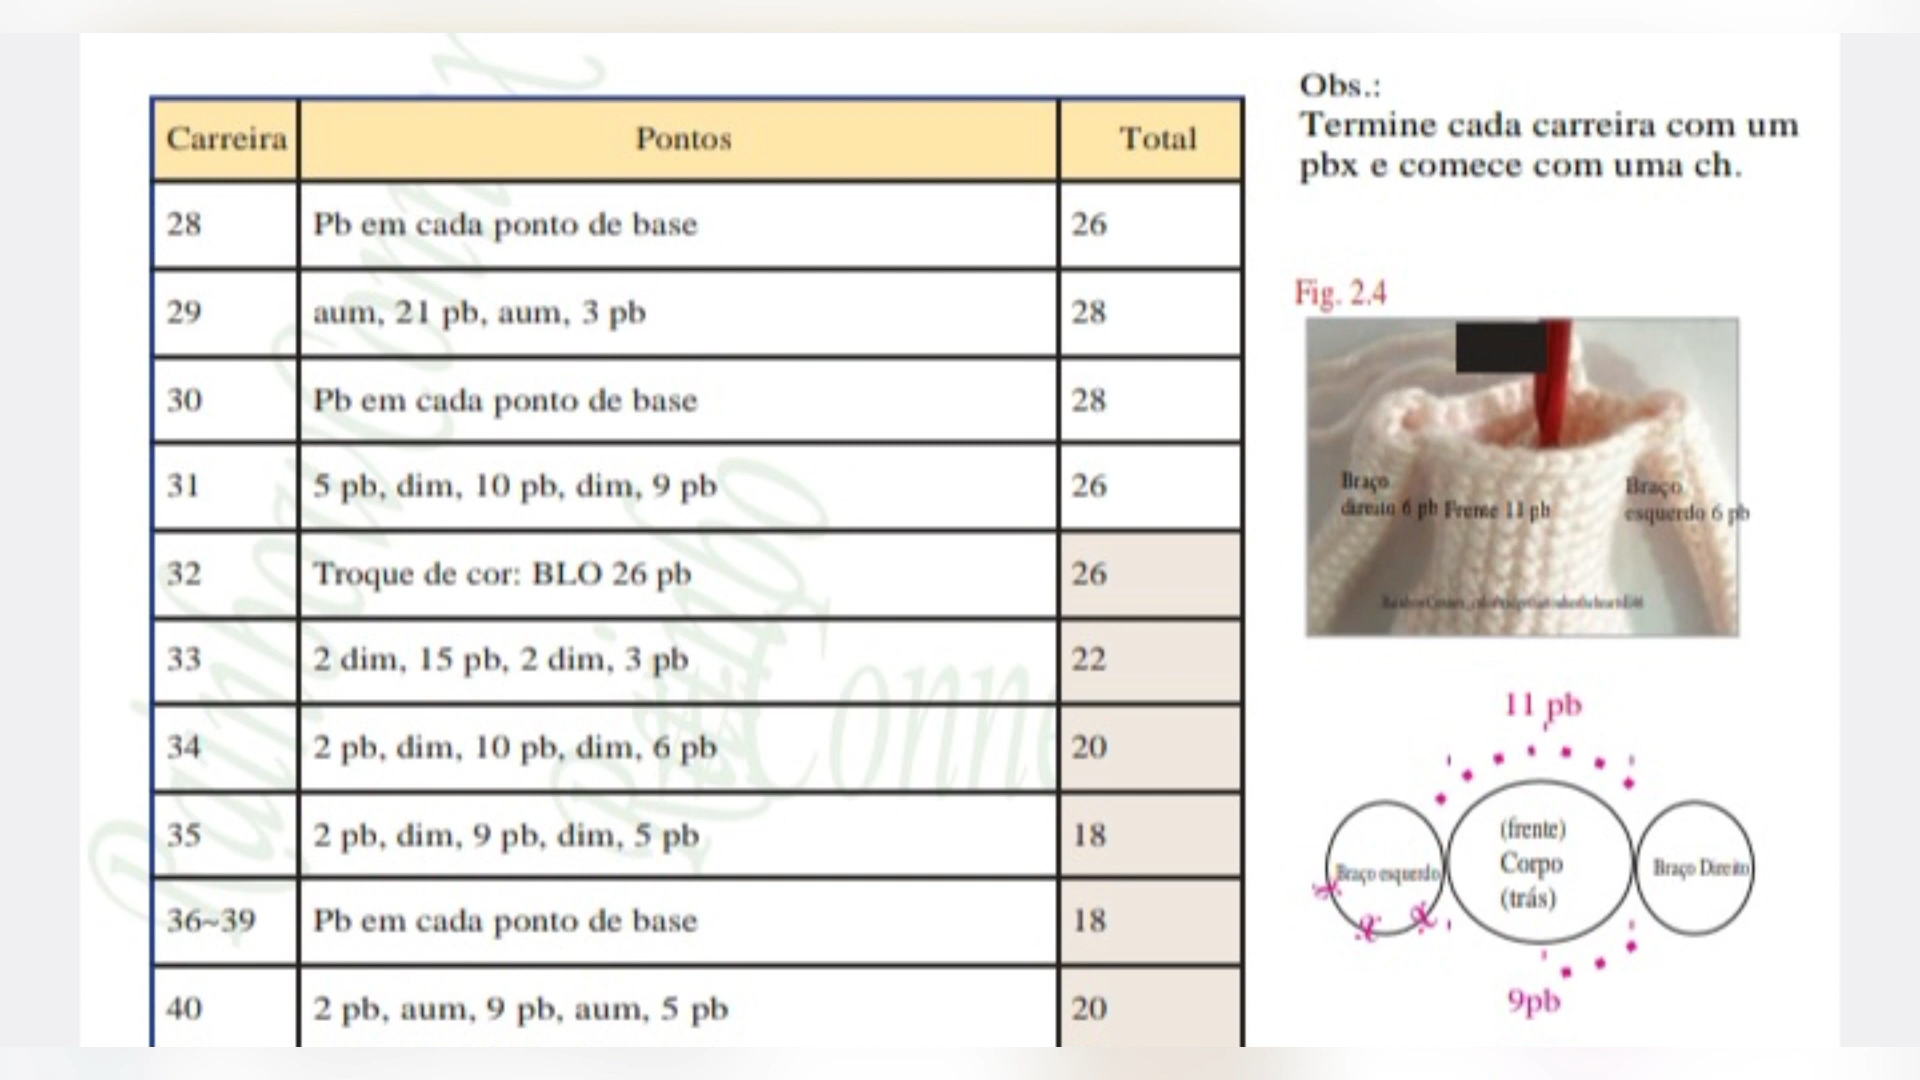 Carreira Pontos Total
28 Pb em cada ponto de base 26
29 aum, 21 pb, aum, 3 pb 28
30 Pb em cada ponto de base 28
31 5 pb, dim, 10 pb, dim, 9 pb 26
32 Troque de cor: BLO 26 pb 26
33 2 dim, 15 pb, 2 dim, 3 pb 22
34 2 pb, dim, 10 pb, dim, 6 pb 20
35 2 pb, dim, 9 pb, dim, 5 pb 18
36~39 Pb em cada ponto de base 18
40 2 pb, aum, 9 pb, aum, 5 pb 20
Obs.:
Termine cada carreira com um
pbx e comece com uma ch.
Fig. 2.4
Braço
direito 6 pb Frente 11 pb
Braço
esquerdo 6 pb
11 pb
Braço esquerdo
(frente)
Corpo
(trás)
Braço Direito
9pb